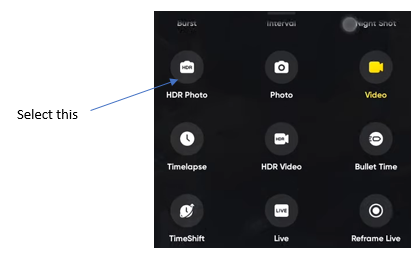 Burst Interval Night Shot
HDR
HDR Photo Photo Video
Select this
HDR
Timelapse HDR Video Bullet Time
LIVE
TimeShift Live Reframe Live